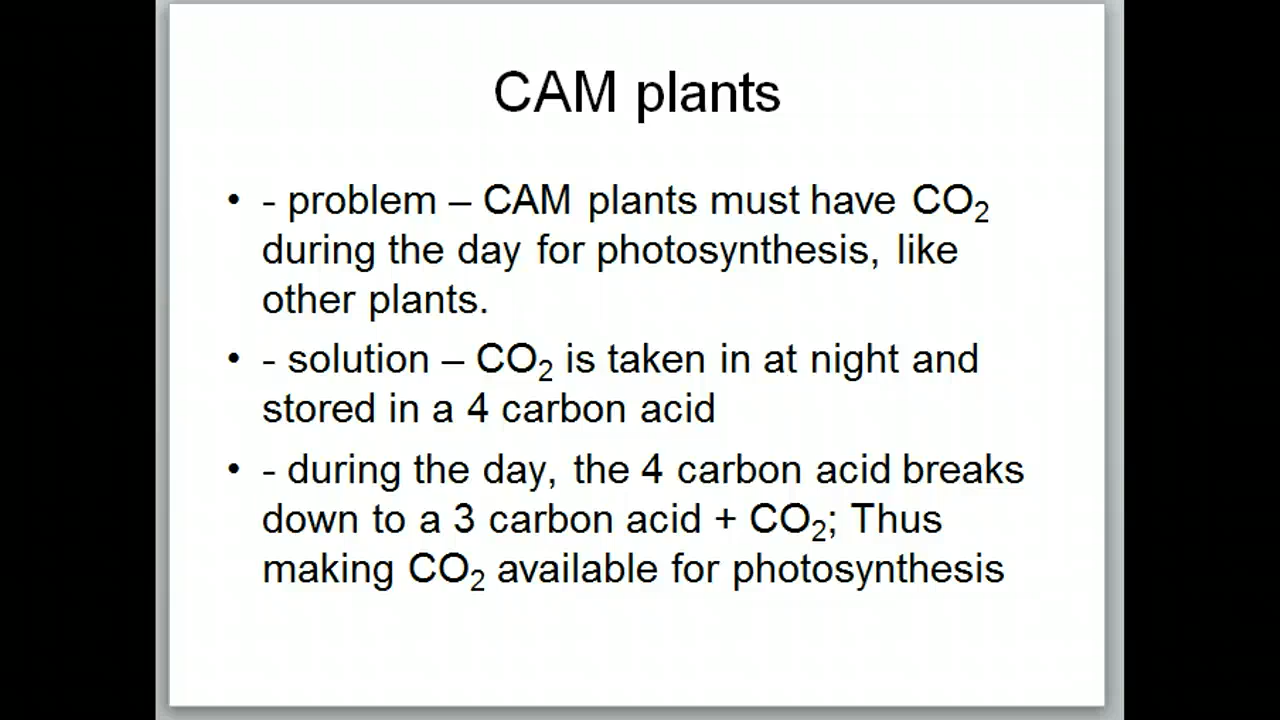 CAM plants
• - problem – CAM plants must have CO₂
during the day for photosynthesis, like
other plants.
• - solution – CO₂ is taken in at night and
stored in a 4 carbon acid
• - during the day, the 4 carbon acid breaks
down to a 3 carbon acid + CO₂; Thus
making CO₂ available for photosynthesis